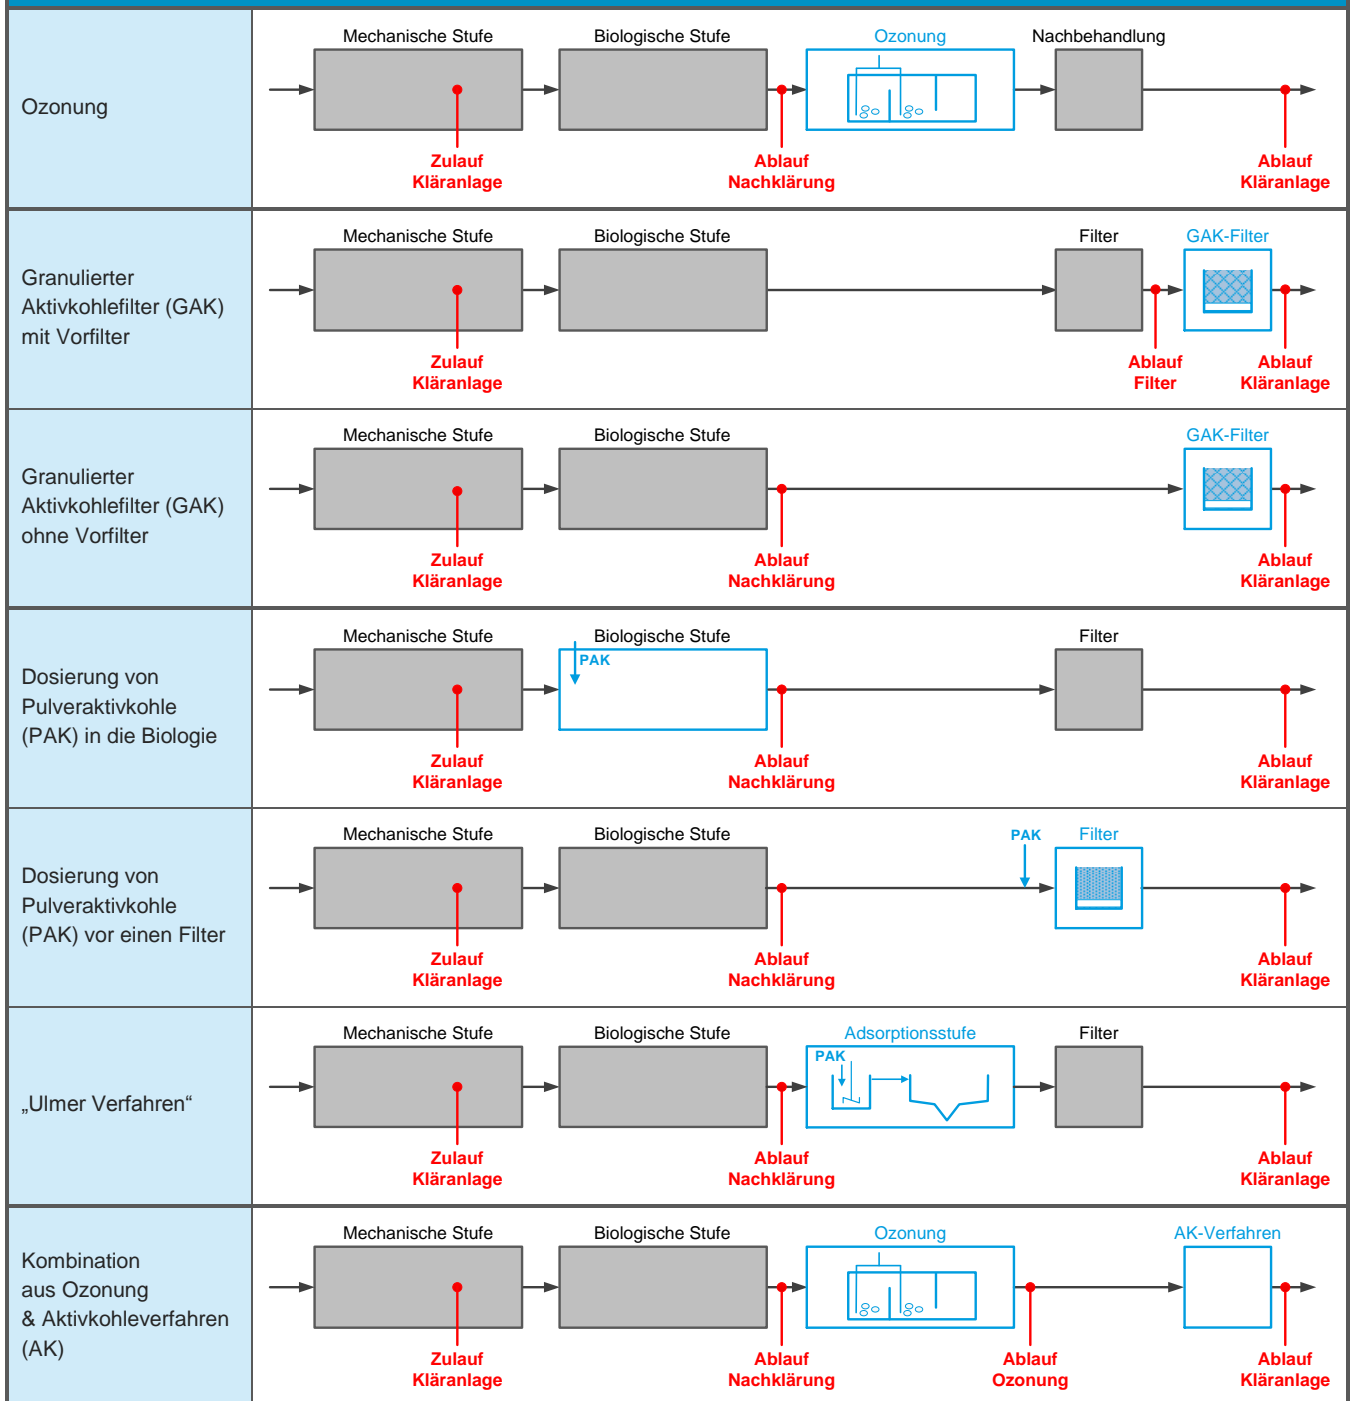 Ozonung
Mechanische Stufe
Biologische Stufe
Ozonung
Nachbehandlung
Zulauf
Kläranlage
Ablauf
Nachklärung
Ablauf
Kläranlage
Granulierter
Aktivkohlefilter (GAK)
mit Vorfilter
Mechanische Stufe
Biologische Stufe
Filter
GAK-Filter
Zulauf
Kläranlage
Ablauf
Filter
Ablauf
Kläranlage
Granulierter
Aktivkohlefilter (GAK)
ohne Vorfilter
Mechanische Stufe
Biologische Stufe
GAK-Filter
Zulauf
Kläranlage
Ablauf
Nachklärung
Ablauf
Kläranlage
Dosierung von
Pulveraktivkohle
(PAK) in die Biologie
Mechanische Stufe
Biologische Stufe
Filter
PAK
Zulauf
Kläranlage
Ablauf
Nachklärung
Ablauf
Kläranlage
Dosierung von
Pulveraktivkohle
(PAK) vor einen Filter
Mechanische Stufe
Biologische Stufe
PAK
Filter
Zulauf
Kläranlage
Ablauf
Nachklärung
Ablauf
Kläranlage
„Ulmer Verfahren“
Mechanische Stufe
Biologische Stufe
Adsorptionsstufe
Filter
PAK
Zulauf
Kläranlage
Ablauf
Nachklärung
Ablauf
Kläranlage
Kombination
aus Ozonung
& Aktivkohleverfahren
(AK)
Mechanische Stufe
Biologische Stufe
Ozonung
AK-Verfahren
Zulauf
Kläranlage
Ablauf
Nachklärung
Ablauf
Ozonung
Ablauf
Kläranlage